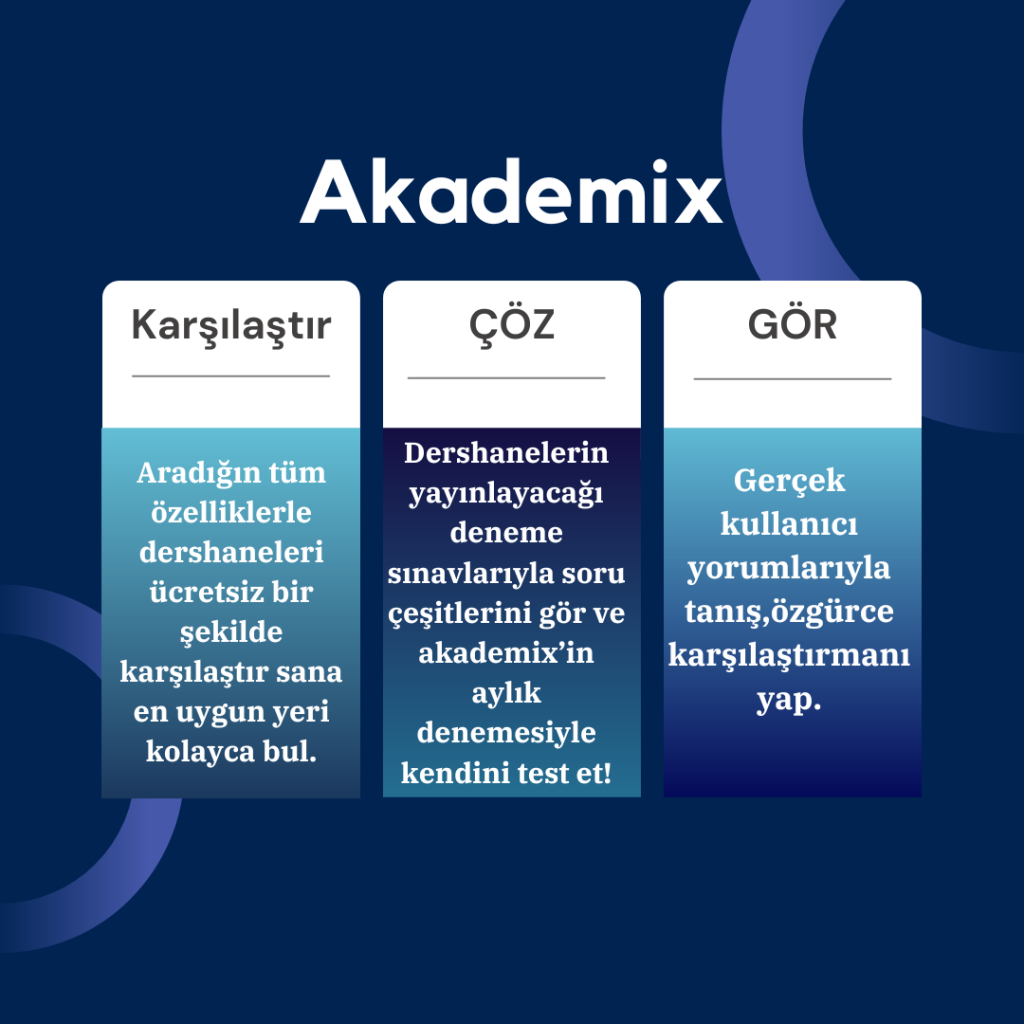 Akademix
Karşılaştır
Aradığın tüm
özelliklerle
dershaneleri
ücretsiz bir
şekilde
karşılaştır sana
en uygun yeri
kolayca bul.
ÇÖZ
Dershanelerin
yayınlayacağı
deneme
sınavlarıyla soru
çeşitlerini gör ve
akademix’in
aylık
denemesiyle
kendini test et!
GÖR
Gerçek
kullanıcı
yorumlarıyla
tanış,özgürce
karşılaştırmanı
yap.